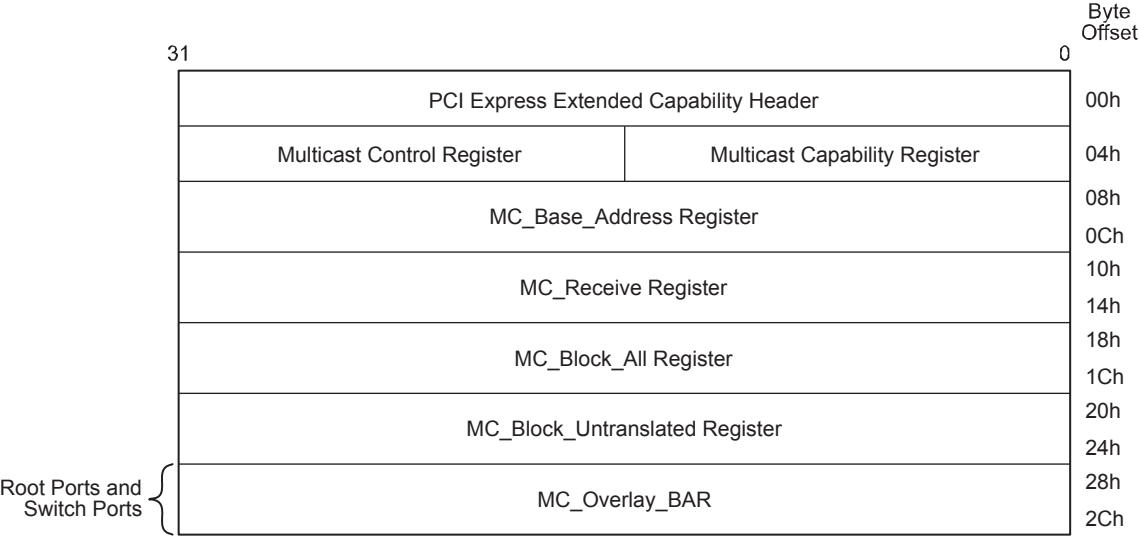 Byte
Offset
31
0
PCI Express Extended Capability Header
00h
Multicast Control Register
Multicast Capability Register
04h
MC_Base_Address Register
08h
0Ch
MC_Receive Register
10h
14h
MC_Block_All Register
18h
1Ch
MC_Block_Untranslated Register
20h
24h
Root Ports and
Switch Ports
MC_Overlay_BAR
28h
2Ch